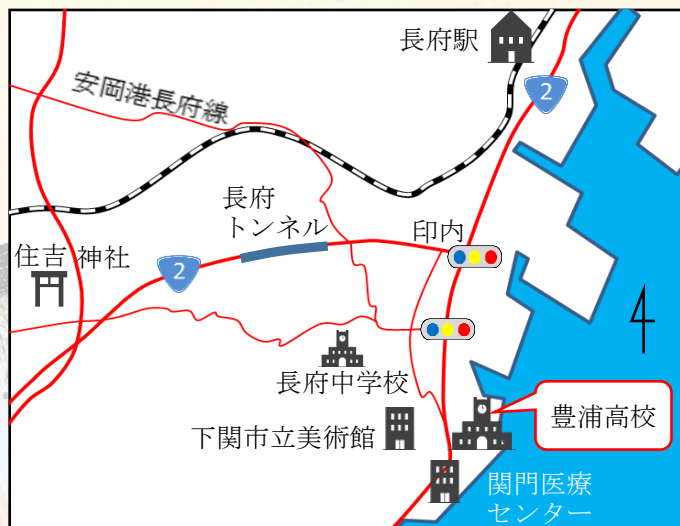 長府駅
安岡港長府線
2
長府
トンネル
印内
住吉神社
2
長府中学校
豊浦高校
下関市立美術館
関門医療
センター